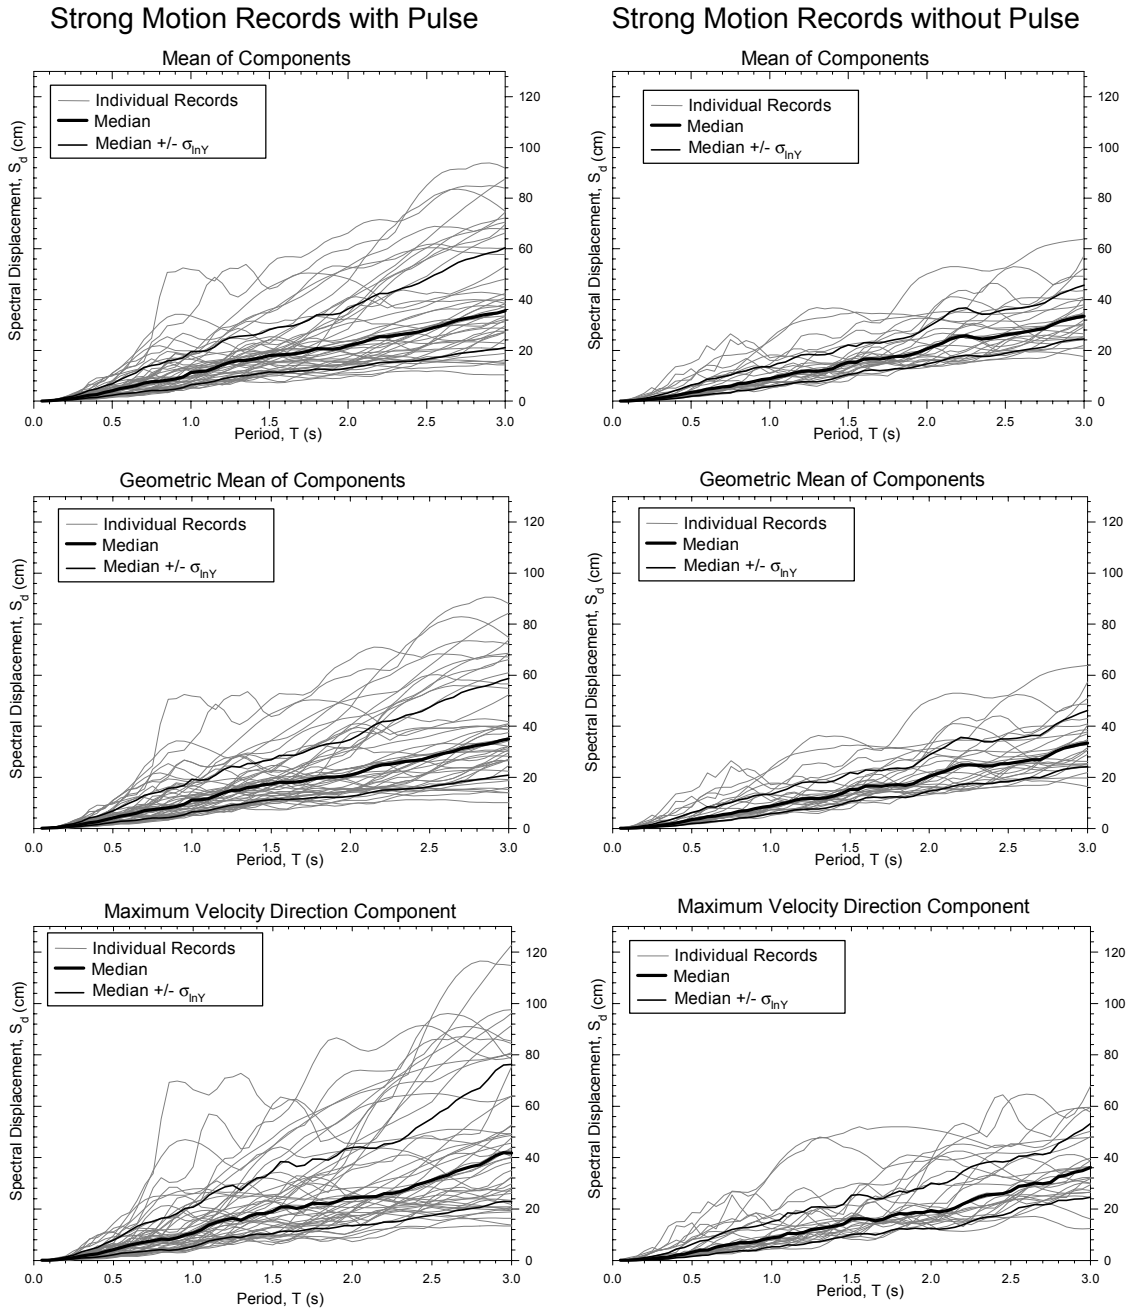 Strong Motion Records with Pulse
Strong Motion Records without Pulse
Mean of Components
Individual Records
Median
Median +/- σlnY
Spectral Displacement, Sd (cm)
0 20 40 60 80 100 120
0.0 0.5 1.0 1.5 2.0 2.5 3.0
Period, T (s)
Mean of Components
Individual Records
Median
Median +/- σlnY
Spectral Displacement, Sd (cm)
0 20 40 60 80 100 120
0.0 0.5 1.0 1.5 2.0 2.5 3.0
Period, T (s)
Geometric Mean of Components
Individual Records
Median
Median +/- σlnY
Spectral Displacement, Sd (cm)
0 20 40 60 80 100 120
0.0 0.5 1.0 1.5 2.0 2.5 3.0
Period, T (s)
Geometric Mean of Components
Individual Records
Median
Median +/- σlnY
Spectral Displacement, Sd (cm)
0 20 40 60 80 100 120
0.0 0.5 1.0 1.5 2.0 2.5 3.0
Period, T (s)
Maximum Velocity Direction Component
Individual Records
Median
Median +/- σlnY
Spectral Displacement, Sd (cm)
0 20 40 60 80 100 120
0.0 0.5 1.0 1.5 2.0 2.5 3.0
Period, T (s)
Maximum Velocity Direction Component
Individual Records
Median
Median +/- σlnY
Spectral Displacement, Sd (cm)
0 20 40 60 80 100 120
0.0 0.5 1.0 1.5 2.0 2.5 3.0
Period, T (s)